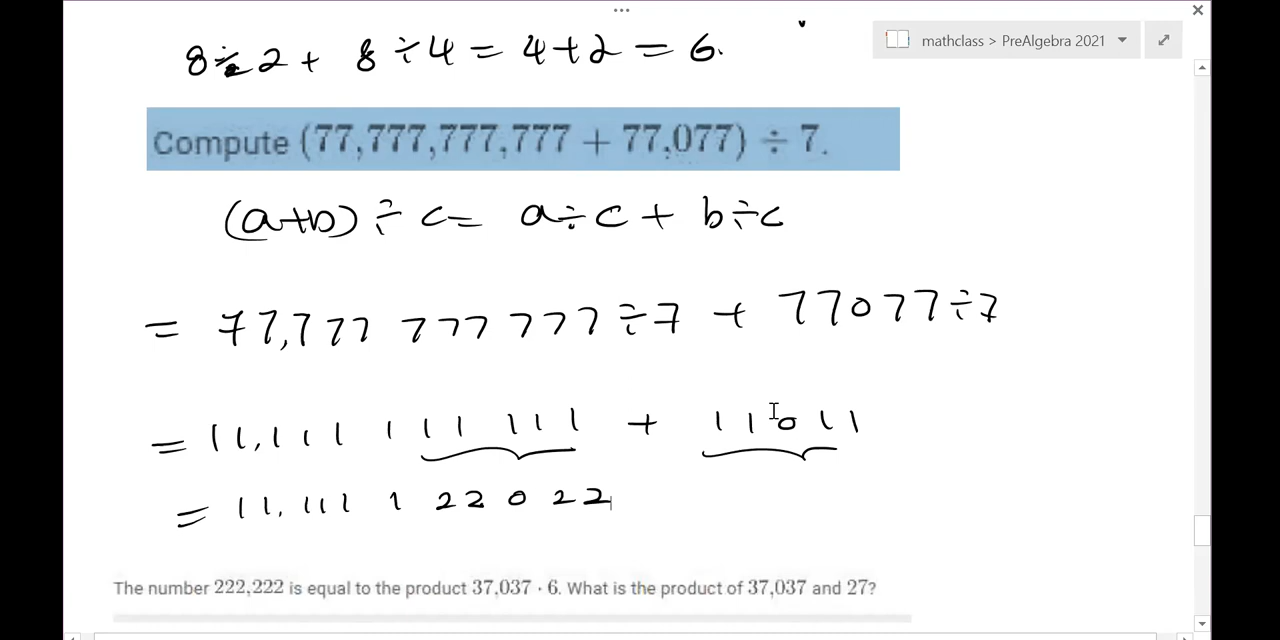 ...
8÷2 + 8÷4 = 4+2 = 6.
mathclass > PreAlgebra 2021
Compute (77,777,777,777 + 77,077) ÷ 7.
(a+b) ÷ c = a÷c + b÷c
= 77,777 777 777÷7 + 77077÷7
= 11,111 111 111 + 11011
= 11,111 1 22 0 22
The number 222,222 is equal to the product 37,037 · 6. What is the product of 37,037 and 27?